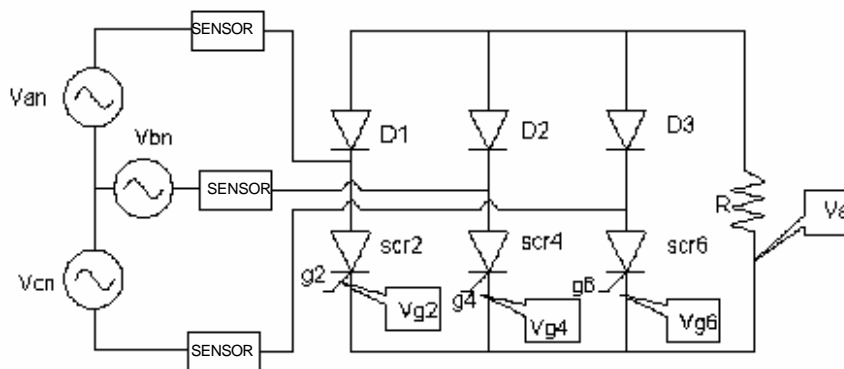 SENSOR
Van
D1
D2
D3
Vbn
SENSOR
R
Va
scr2
scr4
scr6
Vcn
g2
g4
g6
Vg2
Vg4
Vg6
SENSOR